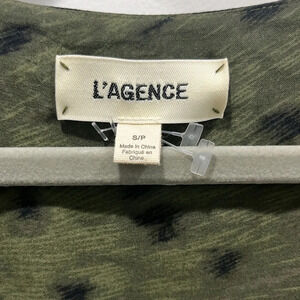 L'AGENCE
S/P
Made in China
Fabriqué en
Chine